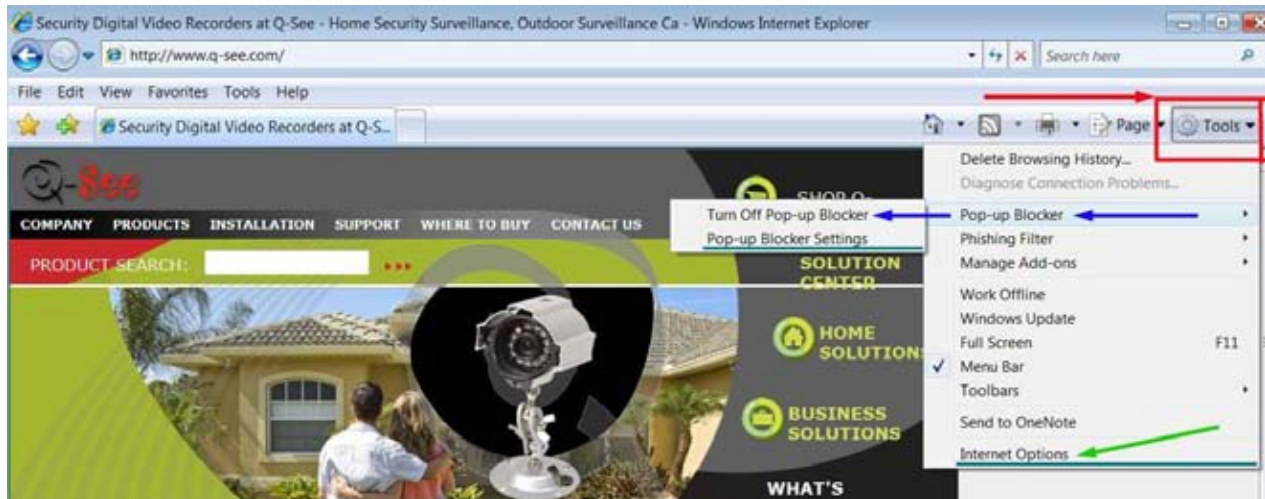 Security Digital Video Recorders at Q-See - Home Security Surveillance, Outdoor Surveillance Ca - Windows Internet Explorer
http://www.q-see.com/
Search here
File Edit View Favorites Tools Help
Security Digital Video Recorders at Q-S...
Page
Tools
Delete Browsing History...
Diagnose Connection Problems...
Pop-up Blocker
Phishing Filter
Manage Add-ons
Work Offline
Windows Update
Full Screen F11
Menu Bar
Toolbars
Send to OneNote
Internet Options
Turn Off Pop-up Blocker
Pop-up Blocker Settings
Q-See
SHOP Q-
COMPANY PRODUCTS INSTALLATION SUPPORT WHERE TO BUY CONTACT US
PRODUCT SEARCH:
SOLUTION
CENTER
HOME
SOLUTION
BUSINESS
SOLUTIONS
WHAT'S